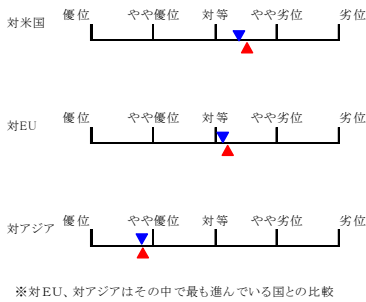 優位 やや優位 対等 やや劣位 劣位
対米国
優位 やや優位 対等 やや劣位 劣位
対EU
優位 やや優位 対等 やや劣位 劣位
対アジア
※対EU、対アジアはその中で最も進んでいる国との比較